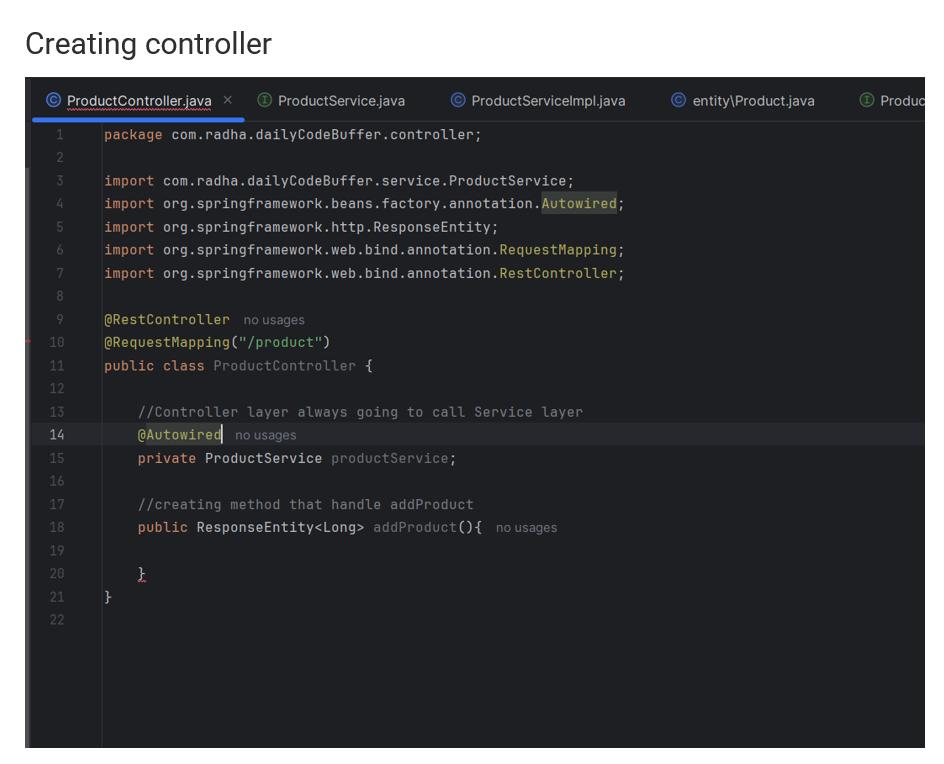 Creating controller
ProductController.java ProductService.java ProductServiceImpl.java entity\Product.java Produc
1 package com.radha.dailyCodeBuffer.controller;
2
3 import com.radha.dailyCodeBuffer.service.ProductService;
4 import org.springframework.beans.factory.annotation.Autowired;
5 import org.springframework.http.ResponseEntity;
6 import org.springframework.web.bind.annotation.RequestMapping;
7 import org.springframework.web.bind.annotation.RestController;
8
9 @RestController no usages
10 @RequestMapping("/product")
11 public class ProductController {
12
13 //Controller layer always going to call Service layer
14 @Autowired no usages
15 private ProductService productService;
16
17 //creating method that handle addProduct
18 public ResponseEntity<Long> addProduct(){ no usages
19
20 }
21 }
22